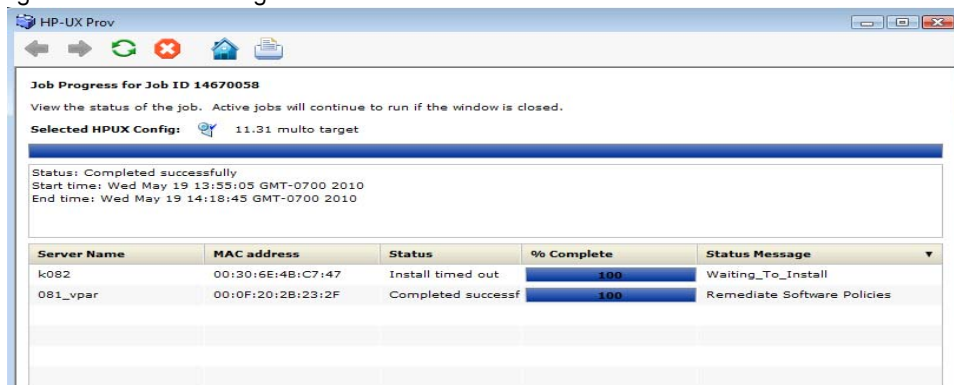 HP-UX Prov
Job Progress for Job ID 14670058
View the status of the job. Active jobs will continue to run if the window is closed.
Selected HPUX Config: 11.31 multo target
Status: Completed successfully
Start time: Wed May 19 13:55:05 GMT-0700 2010
End time: Wed May 19 14:18:45 GMT-0700 2010
Server Name MAC address Status % Complete Status Message
k082 00:30:6E:4B:C7:47 Install timed out 100 Waiting_To_Install
081_vpar 00:0F:20:2B:23:2F Completed successf 100 Remediate Software Policies